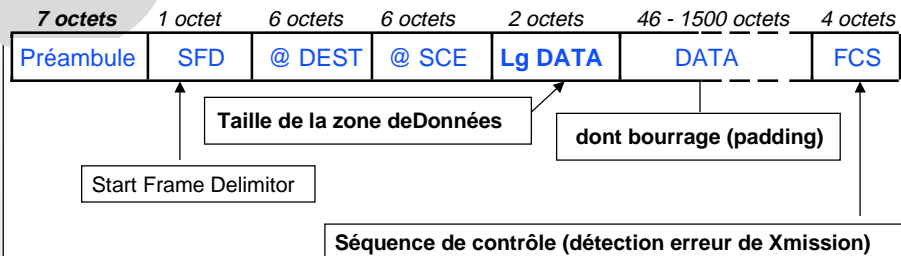 7 octets 1 octet 6 octets 6 octets 2 octets 46 - 1500 octets 4 octets
Préambule SFD @ DEST @ SCE Lg DATA DATA FCS
Taille de la zone deDonnées
dont bourrage (padding)
Start Frame Delimitor
Séquence de contrôle (détection erreur de Xmission)